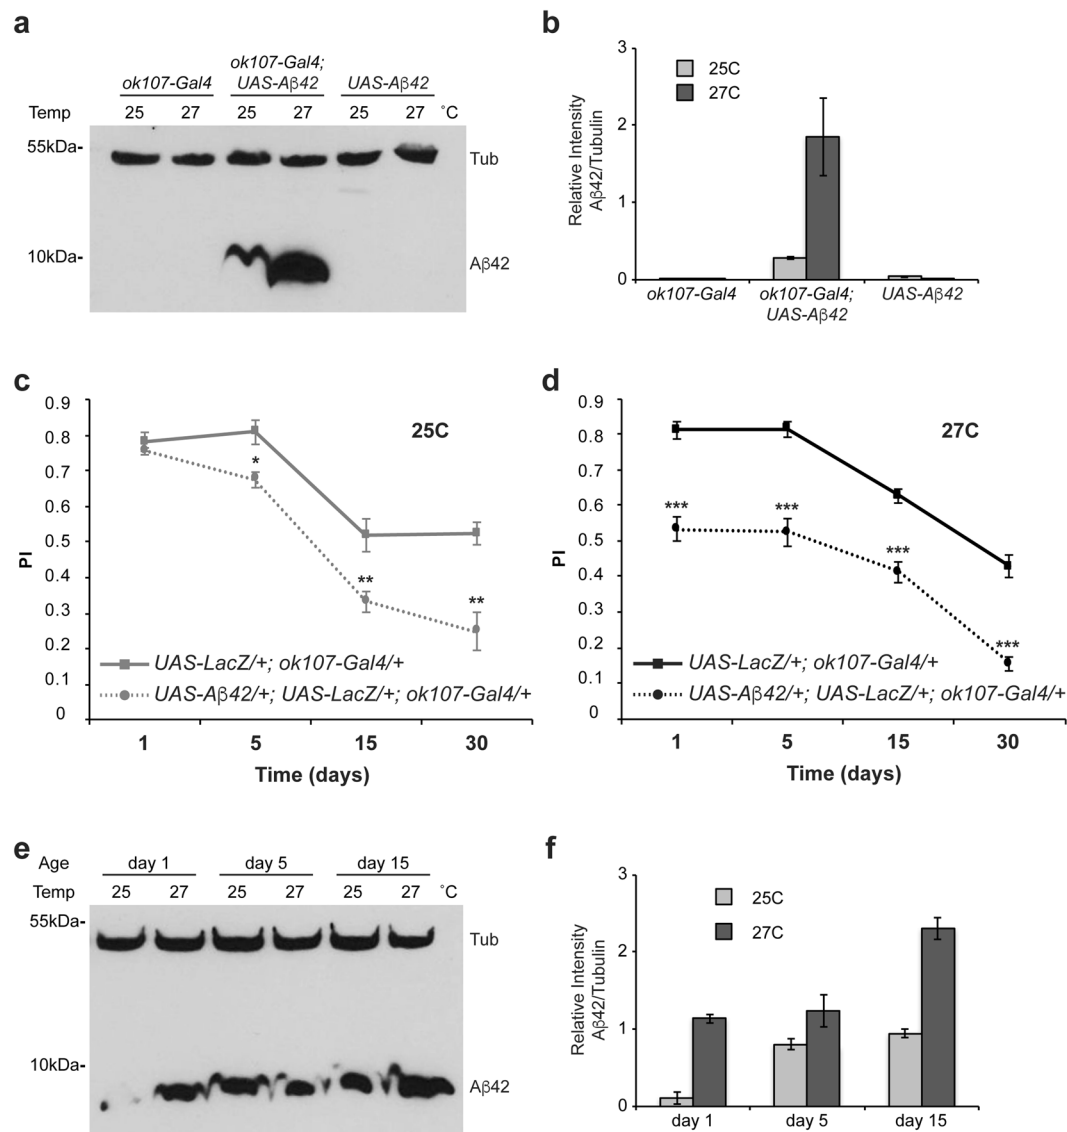 a
ok107-Gal4
ok107-Gal4;
UAS-Aβ42
UAS-Aβ42
Temp 25 27 25 27 25 27 ˚C
55kDa-
Tub
10kDa-
Aβ42
b
3
2
1
0
Relative Intensity
Aβ42/Tubulin
25C
27C
ok107-Gal4
ok107-Gal4;
UAS-Aβ42
UAS-Aβ42
c
PI
0.9
0.8
0.7
0.6
0.5
0.4
0.3
0.2
0.1
0
25C
*
**
**
UAS-LacZ/+; ok107-Gal4/+
UAS-Aβ42/+; UAS-LacZ/+; ok107-Gal4/+
1 5 15 30
Time (days)
d
PI
0.9
0.8
0.7
0.6
0.5
0.4
0.3
0.2
0.1
0
27C
***
***
***
***
UAS-LacZ/+; ok107-Gal4/+
UAS-Aβ42/+; UAS-LacZ/+; ok107-Gal4/+
1 5 15 30
Time (days)
e
Age day 1 day 5 day 15
Temp 25 27 25 27 25 27 ˚C
55kDa-
Tub
10kDa-
Aβ42
f
3
2
1
0
Relative Intensity
Aβ42/Tubulin
25C
27C
day 1 day 5 day 15